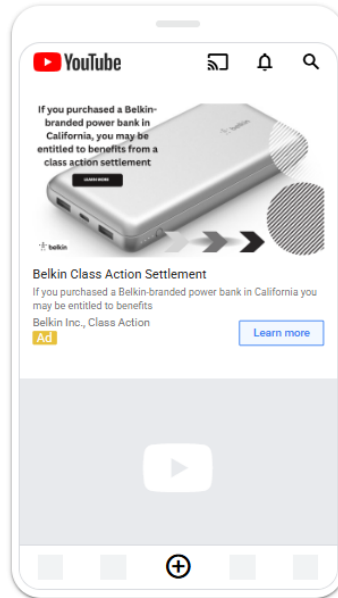 YouTube
If you purchased a Belkin-
branded power bank in
California, you may be
entitled to benefits from a
class action settlement
LEARN MORE
belkin
belkin
Belkin Class Action Settlement
If you purchased a Belkin-branded power bank in California you
may be entitled to benefits
Belkin Inc., Class Action
Ad
Learn more